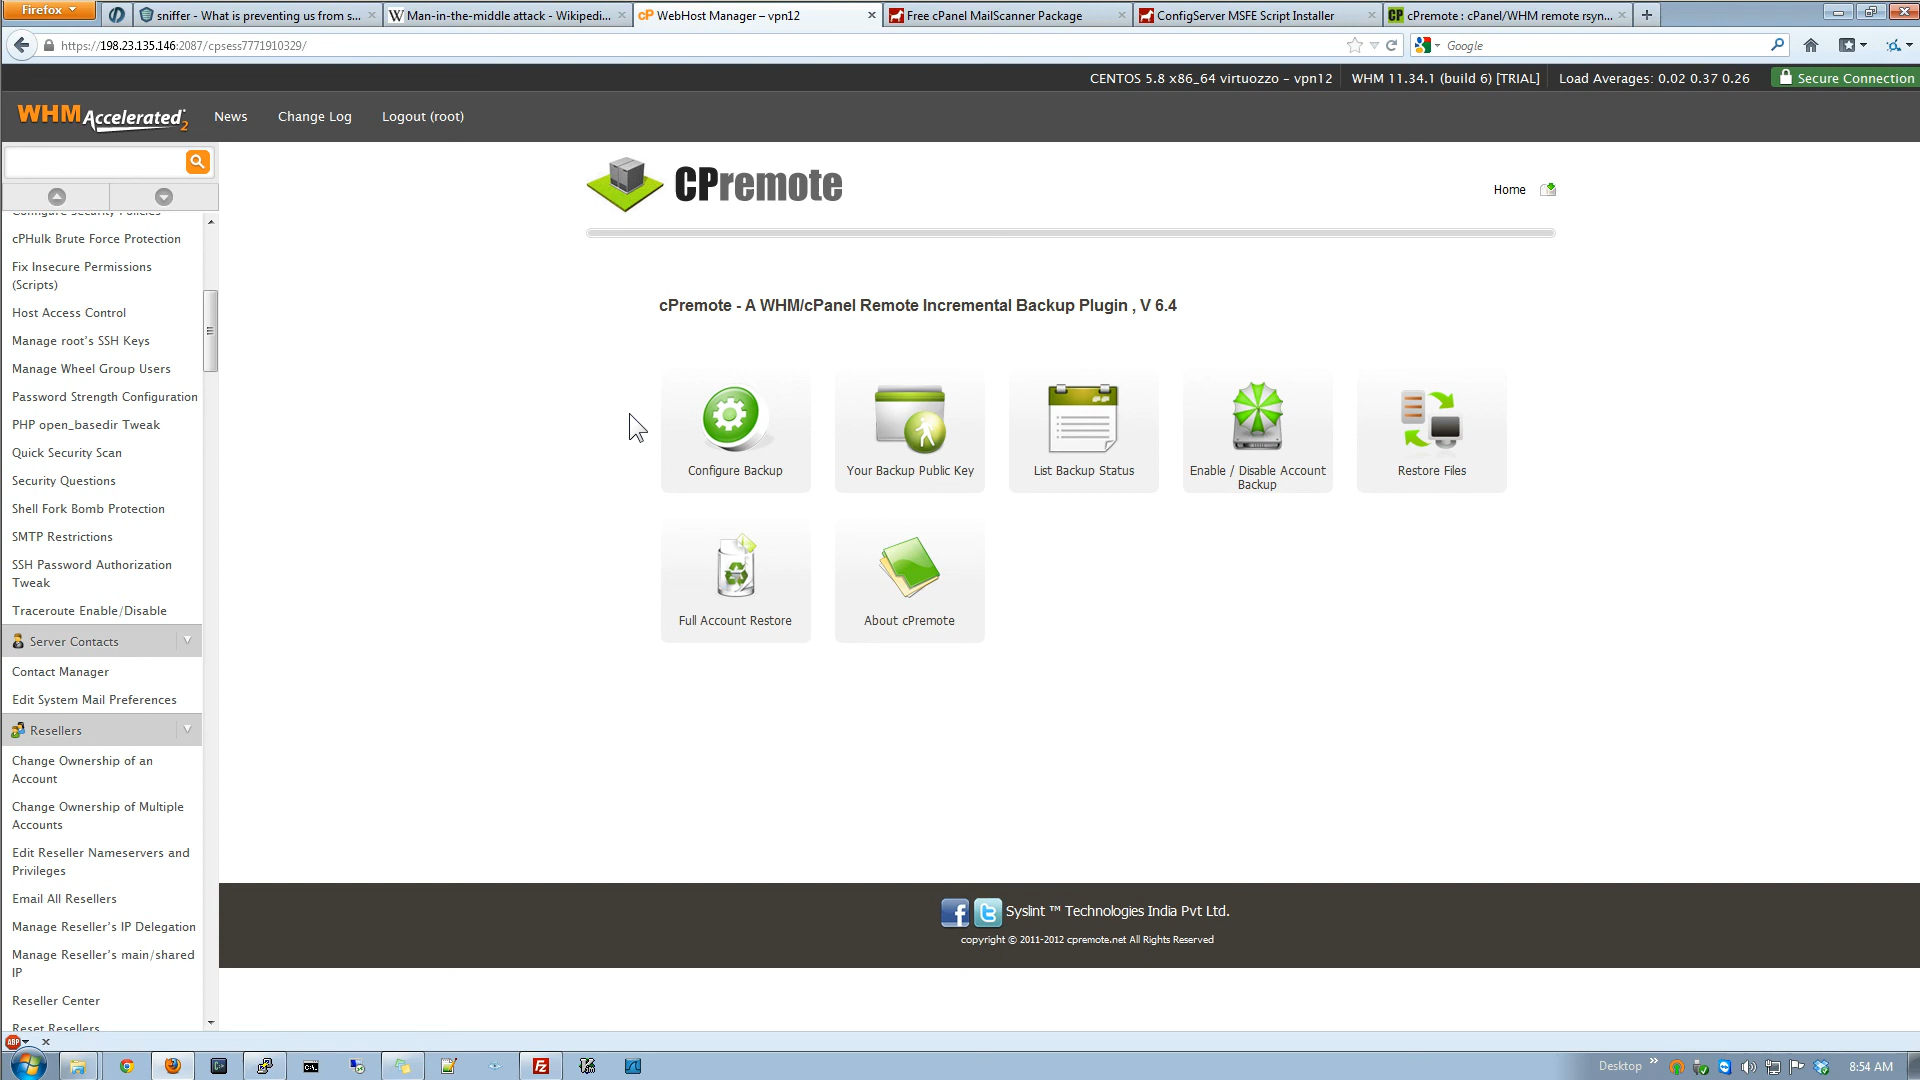 Firefox
sniffer - What is preventing us from s...
Man-in-the-middle attack - Wikipedi...
cP WebHost Manager – vpn12
Free cPanel MailScanner Package
ConfigServer MSFE Script Installer
CP cPremote : cPanel/WHM remote rsyn...
https://198.23.135.146:2087/cpsess7771910329/
Google
CENTOS 5.8 x86_64 virtuozzo – vpn12
WHM 11.34.1 (build 6) [TRIAL]
Load Averages: 0.02 0.37 0.26
Secure Connection
WHM Accelerated2
News
Change Log
Logout (root)
Configure Security Policies
cPHulk Brute Force Protection
Fix Insecure Permissions
(Scripts)
Host Access Control
Manage root's SSH Keys
Manage Wheel Group Users
Password Strength Configuration
PHP open_basedir Tweak
Quick Security Scan
Security Questions
Shell Fork Bomb Protection
SMTP Restrictions
SSH Password Authorization
Tweak
Traceroute Enable/Disable
Server Contacts
Contact Manager
Edit System Mail Preferences
Resellers
Change Ownership of an
Account
Change Ownership of Multiple
Accounts
Edit Reseller Nameservers and
Privileges
Email All Resellers
Manage Reseller's IP Delegation
Manage Reseller's main/shared
IP
Reseller Center
Reset Resellers
CPremote
Home
cPremote - A WHM/cPanel Remote Incremental Backup Plugin , V 6.4
Configure Backup
Your Backup Public Key
List Backup Status
Enable / Disable Account
Backup
Restore Files
Full Account Restore
About cPremote
Syslint ™ Technologies India Pvt Ltd.
copyright © 2011-2012 cpremote.net All Rights Reserved
ABP
Desktop
8:54 AM